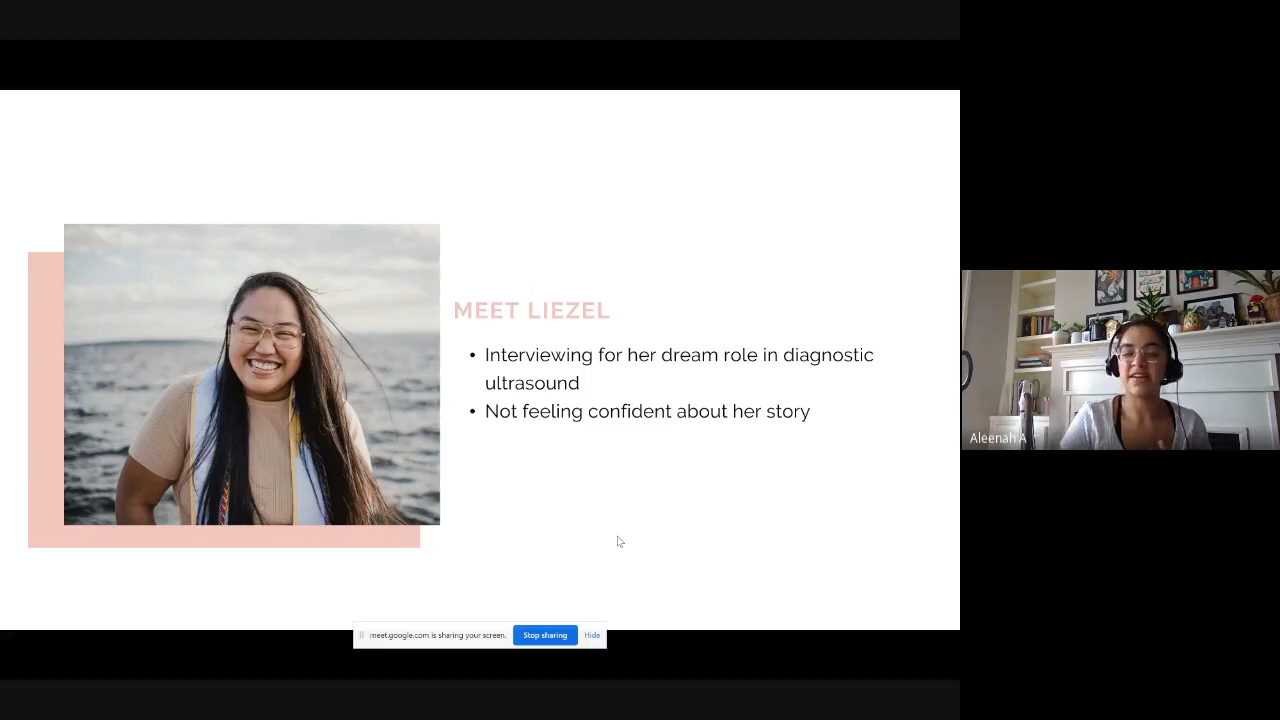 MEET LIEZEL
• Interviewing for her dream role in diagnostic
ultrasound
• Not feeling confident about her story
Aleenah A
meet.google.com is sharing your screen.
Stop sharing
Hide